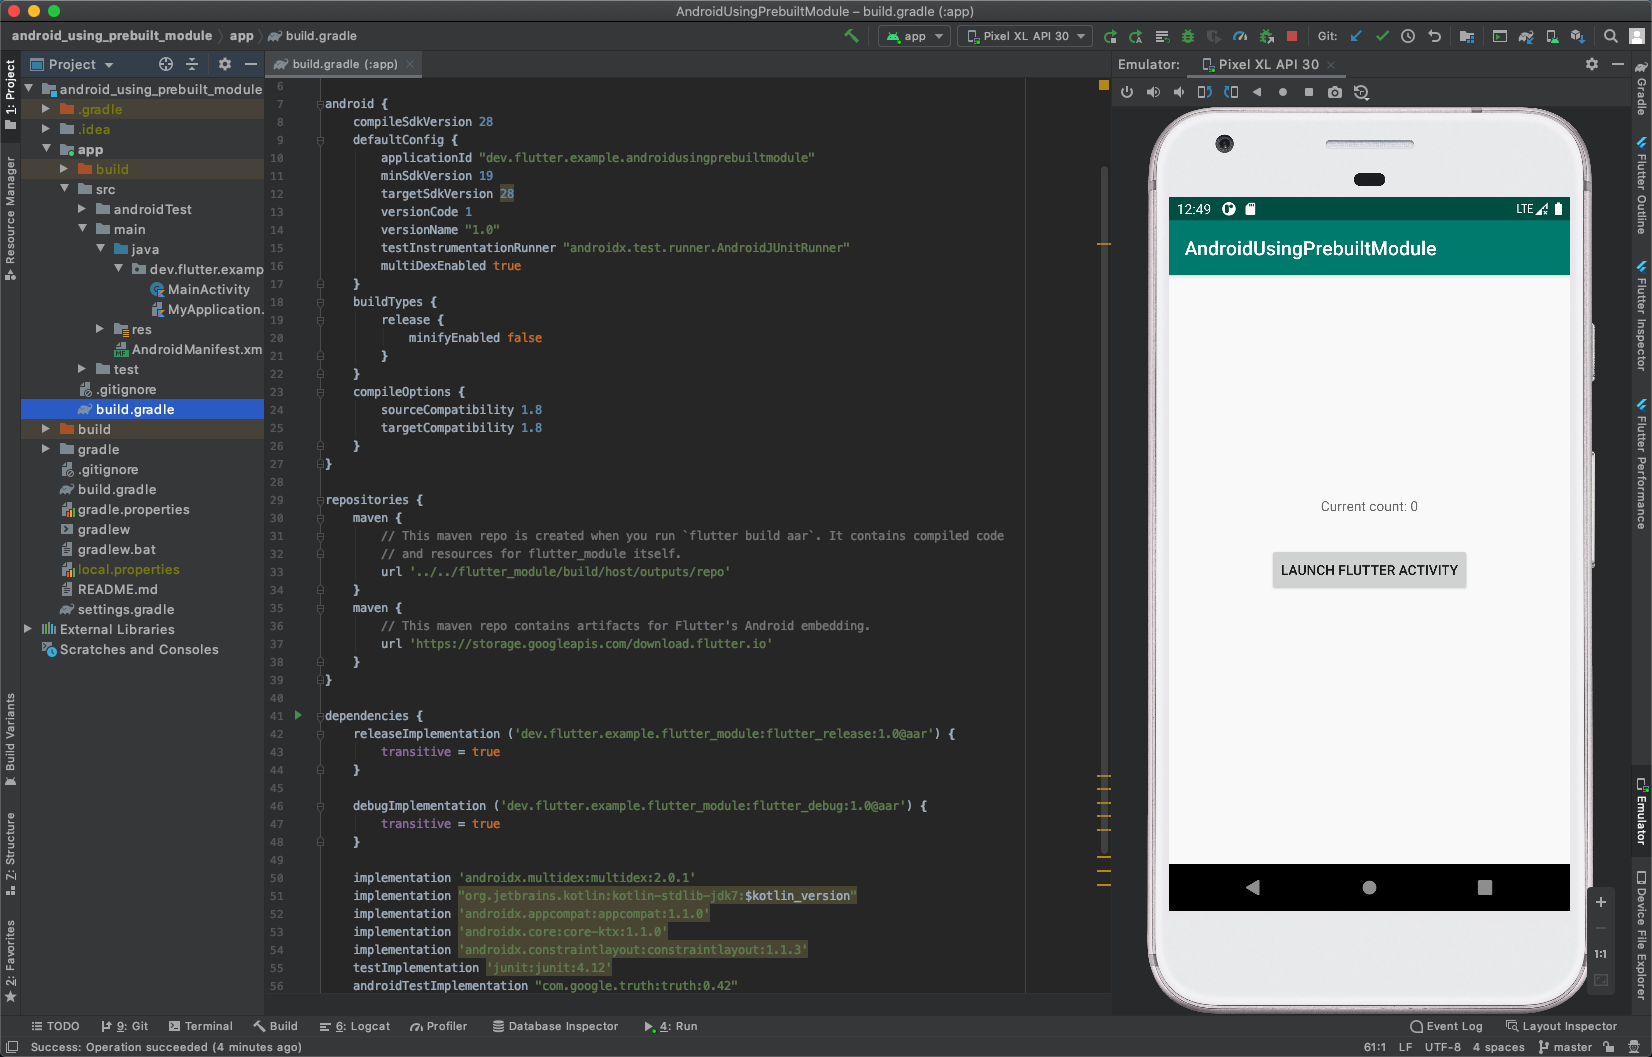 AndroidUsingPrebuiltModule – build.gradle (:app)
android_using_prebuilt_module app build.gradle
app Pixel XL API 30 Git:
1: Project
Resource Manager
Build Variants
7: Structure
2: Favorites
Project
android_using_prebuilt_module
.gradle
.idea
app
build
src
androidTest
main
java
dev.flutter.examp
MainActivity
MyApplication.
res
AndroidManifest.xm
test
.gitignore
build.gradle
build
gradle
.gitignore
build.gradle
gradle.properties
gradlew
gradlew.bat
local.properties
README.md
settings.gradle
External Libraries
Scratches and Consoles
build.gradle (:app)
6
7 android {
8 compileSdkVersion 28
9 defaultConfig {
10 applicationId "dev.flutter.example.androidusingprebuiltmodule"
11 minSdkVersion 19
12 targetSdkVersion 28
13 versionCode 1
14 versionName "1.0"
15 testInstrumentationRunner "androidx.test.runner.AndroidJUnitRunner"
16 multiDexEnabled true
17 }
18 buildTypes {
19 release {
20 minifyEnabled false
21 }
22 }
23 compileOptions {
24 sourceCompatibility 1.8
25 targetCompatibility 1.8
26 }
27 }
28
29 repositories {
30 maven {
31 // This maven repo is created when you run `flutter build aar`. It contains compiled code
32 // and resources for flutter_module itself.
33 url '../../flutter_module/build/host/outputs/repo'
34 }
35 maven {
36 // This maven repo contains artifacts for Flutter's Android embedding.
37 url 'https://storage.googleapis.com/download.flutter.io'
38 }
39 }
40
41 dependencies {
42 releaseImplementation ('dev.flutter.example.flutter_module:flutter_release:1.0@aar') {
43 transitive = true
44 }
45
46 debugImplementation ('dev.flutter.example.flutter_module:flutter_debug:1.0@aar') {
47 transitive = true
48 }
49
50 implementation 'androidx.multidex:multidex:2.0.1'
51 implementation "org.jetbrains.kotlin:kotlin-stdlib-jdk7:$kotlin_version"
52 implementation 'androidx.appcompat:appcompat:1.1.0'
53 implementation 'androidx.core:core-ktx:1.1.0'
54 implementation 'androidx.constraintlayout:constraintlayout:1.1.3'
55 testImplementation 'junit:junit:4.12'
56 androidTestImplementation "com.google.truth:truth:0.42"
Emulator: Pixel XL API 30
12:49 LTE
AndroidUsingPrebuiltModule
Current count: 0
LAUNCH FLUTTER ACTIVITY
1:1
Gradle
Flutter Outline
Flutter Inspector
Flutter Performance
Emulator
Device File Explorer
TODO 9: Git Terminal Build 6: Logcat Profiler Database Inspector 4: Run Event Log Layout Inspector
Success: Operation succeeded (4 minutes ago) 61:1 LF UTF-8 4 spaces master